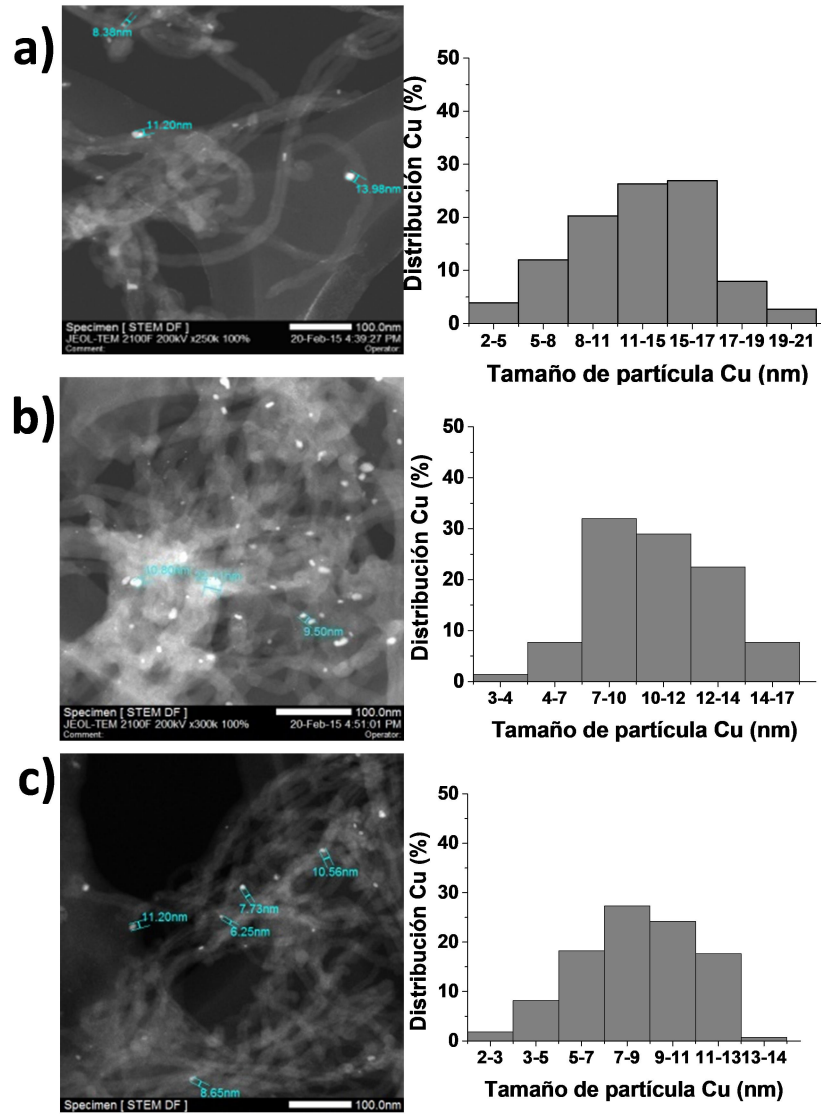 a)
8.38nm
11.20nm
13.98nm
Specimen [ STEM DF ]
100.0nm
JEOL-TEM 2100F 200kV x250k 100%
20-Feb-15 4:39:27 PM
Comment:
Operator
Distribución Cu (%)
50
40
30
20
10
0
2-5 5-8 8-11 11-15 15-17 17-19 19-21
Tamaño de partícula Cu (nm)
b)
9.50nm
Specimen [ STEM DF ]
100.0nm
JEOL-TEM 2100F 200kV x300k 100%
20-Feb-15 4:51:01 PM
Comment:
Operator:
Distribución Cu (%)
50
40
30
20
10
0
3-4 4-7 7-10 10-12 12-14 14-17
Tamaño de partícula Cu (nm)
c)
10.56nm
7.73nm
11.20nm
6.25nm
8.65nm
Specimen [ STEM DF ]
100.0nm
Distribución Cu (%)
50
40
30
20
10
0
2-3 3-5 5-7 7-9 9-11 11-13 13-14
Tamaño de partícula Cu (nm)